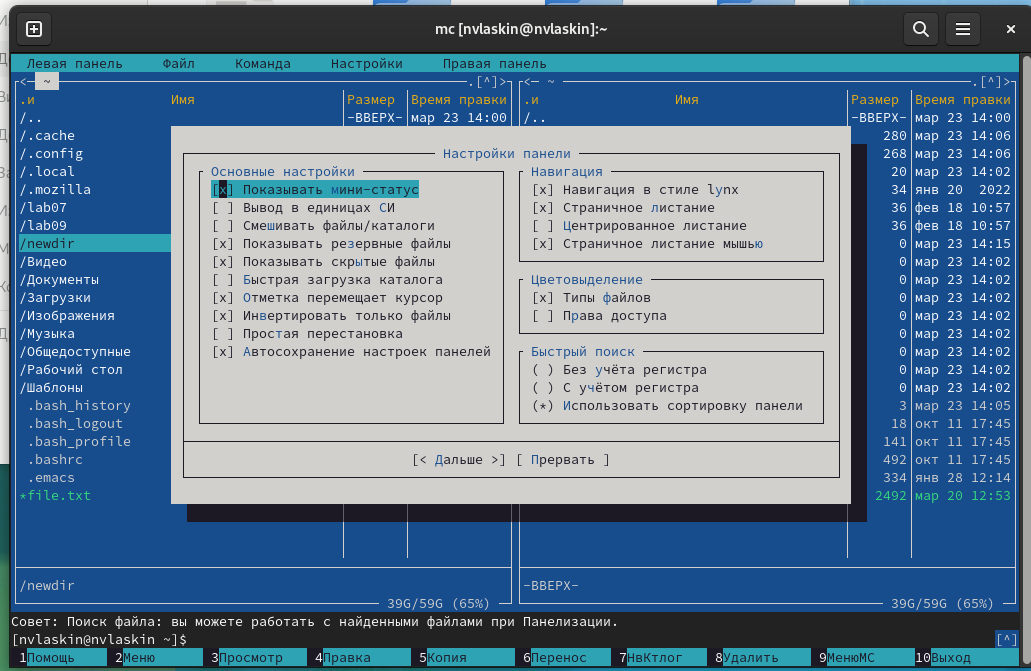 mc [nvlaskin@nvlaskin]:~
Левая панель Файл Команда Настройки Правая панель
<- ~ .[^]> <- ~ .[^]>
.и Имя Размер Время правки .и Имя Размер Время правки
/.. -ВВЕРХ- мар 23 14:00 /.. -ВВЕРХ- мар 23 14:00
/.cache 280 мар 23 14:06
/.config 268 мар 23 14:06
/.local 20 мар 23 14:02
/.mozilla 34 янв 20 2022
/lab07 36 фев 18 10:57
/lab09 36 фев 18 10:57
/newdir 0 мар 23 14:15
/Видео 0 мар 23 14:02
/Документы 0 мар 23 14:02
/Загрузки 0 мар 23 14:02
/Изображения 0 мар 23 14:02
/Музыка 0 мар 23 14:02
/Общедоступные 0 мар 23 14:02
/Рабочий стол 0 мар 23 14:02
/Шаблоны 0 мар 23 14:02
.bash_history 3 мар 23 14:05
.bash_logout 18 окт 11 17:45
.bash_profile 141 окт 11 17:45
.bashrc 492 окт 11 17:45
.emacs 334 янв 28 12:14
*file.txt 2492 мар 20 12:53
Настройки панели
Основные настройки
[x] Показывать мини-статус
[ ] Вывод в единицах СИ
[ ] Смешивать файлы/каталоги
[x] Показывать резервные файлы
[x] Показывать скрытые файлы
[ ] Быстрая загрузка каталога
[x] Отметка перемещает курсор
[x] Инвертировать только файлы
[ ] Простая перестановка
[x] Автосохранение настроек панелей
Навигация
[x] Навигация в стиле lynx
[x] Страничное листание
[ ] Центрированное листание
[x] Страничное листание мышью
Цветовыделение
[x] Типы файлов
[ ] Права доступа
Быстрый поиск
( ) Без учёта регистра
( ) С учётом регистра
(*) Использовать сортировку панели
[< Дальше >] [ Прервать ]
/newdir -ВВЕРХ-
39G/59G (65%) 39G/59G (65%)
Совет: Поиск файла: вы можете работать с найденными файлами при Панелизации.
[nvlaskin@nvlaskin ~]$ [^]
1Помощь 2Меню 3Просмотр 4Правка 5Копия 6Перенос 7НвКтлог 8Удалить 9МенюМС 10Выход